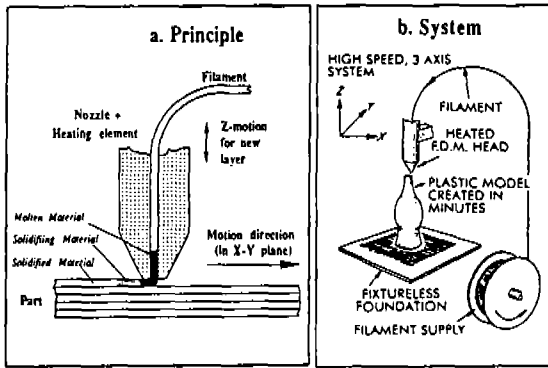 a. Principle
Filament
Nozzle +
Heating element
Z-motion
for new
layer
Molten Material
Solidifiing Material
Solidified Material
Motion direction
(in X-Y plane)
Part
b. System
HIGH SPEED, 3 AXIS
SYSTEM
FILAMENT
Z
Y
X
HEATED
F.D.M. HEAD
PLASTIC MODEL
CREATED IN
MINUTES
FIXTURELESS
FOUNDATION
FILAMENT SUPPLY